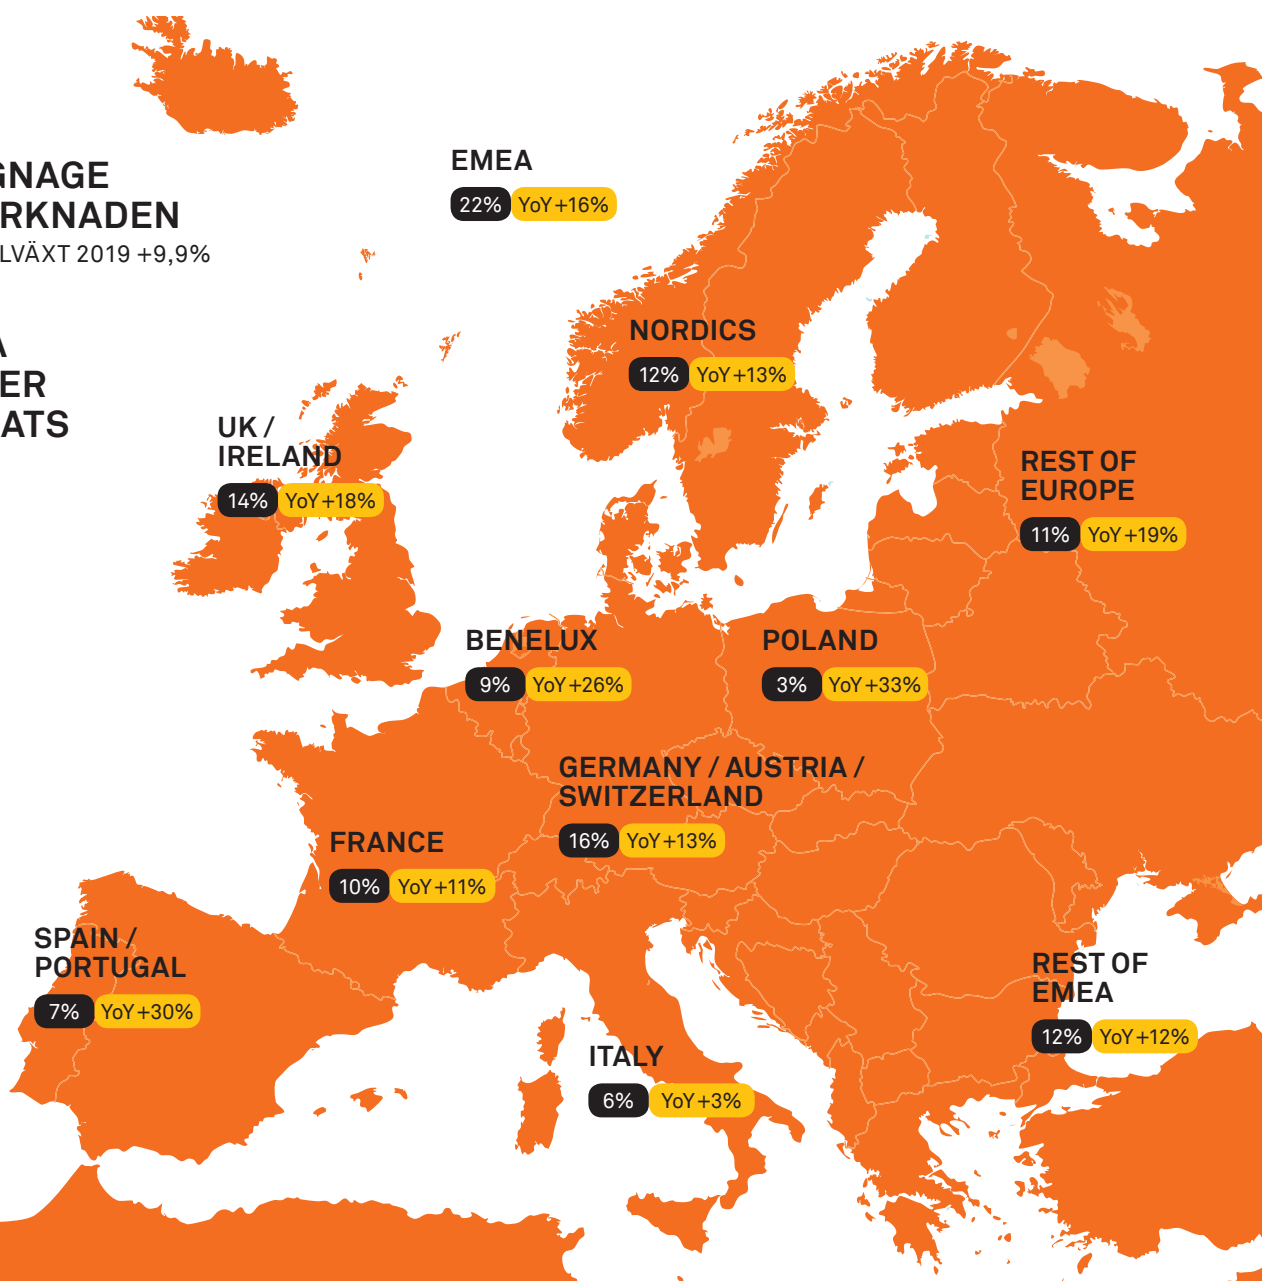 GNAGE
RKNADEN
LVÄXT 2019 +9,9%
A
ER
ATS
EMEA
22% YoY +16%
NORDICS
12% YoY +13%
UK /
IRELAND
14% YoY +18%
REST OF
EUROPE
11% YoY +19%
BENELUX
9% YoY +26%
POLAND
3% YoY +33%
GERMANY / AUSTRIA /
SWITZERLAND
16% YoY +13%
FRANCE
10% YoY +11%
SPAIN /
PORTUGAL
7% YoY +30%
REST OF
EMEA
12% YoY +12%
ITALY
6% YoY +3%